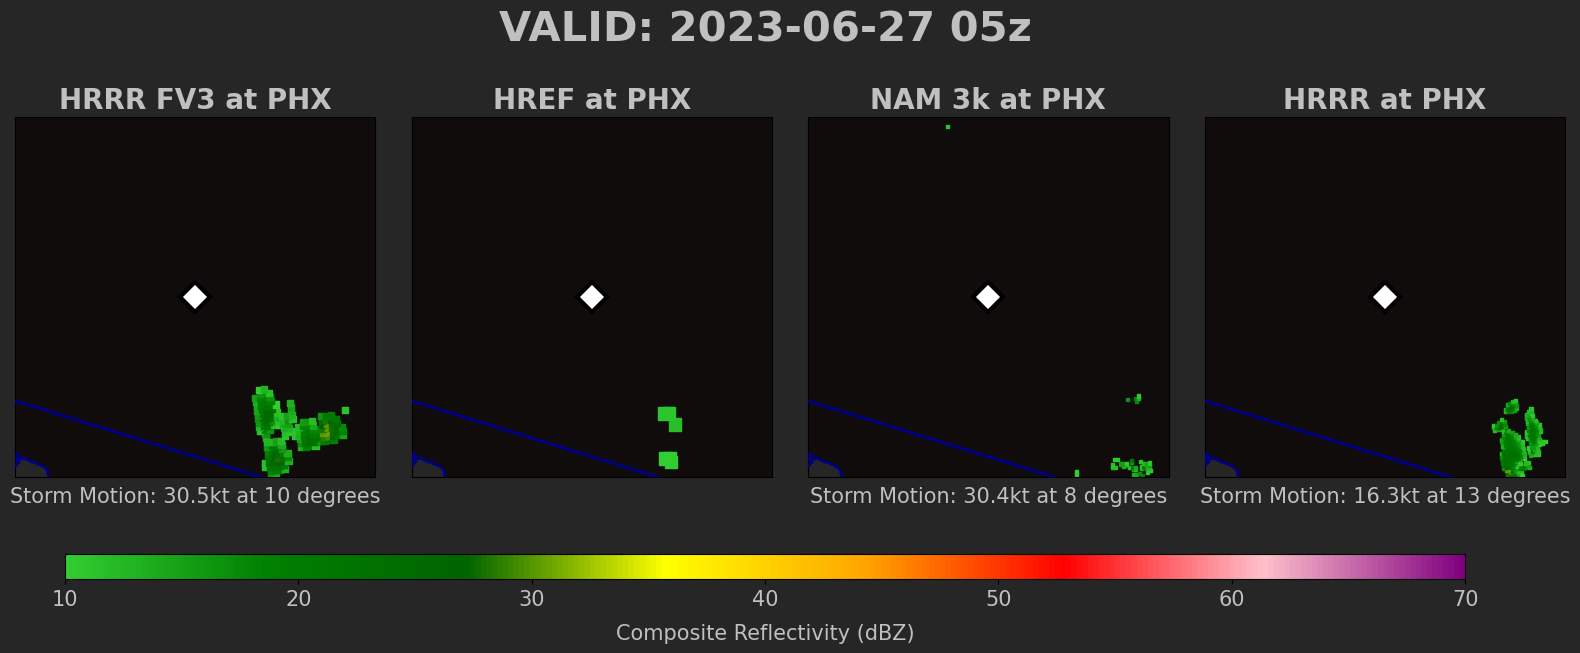 VALID: 2023-06-27 05z
HRRR FV3 at PHX
HREF at PHX
NAM 3k at PHX
HRRR at PHX
Storm Motion: 30.5kt at 10 degrees
Storm Motion: 30.4kt at 8 degrees
Storm Motion: 16.3kt at 13 degrees
10 20 30 40 50 60 70
Composite Reflectivity (dBZ)